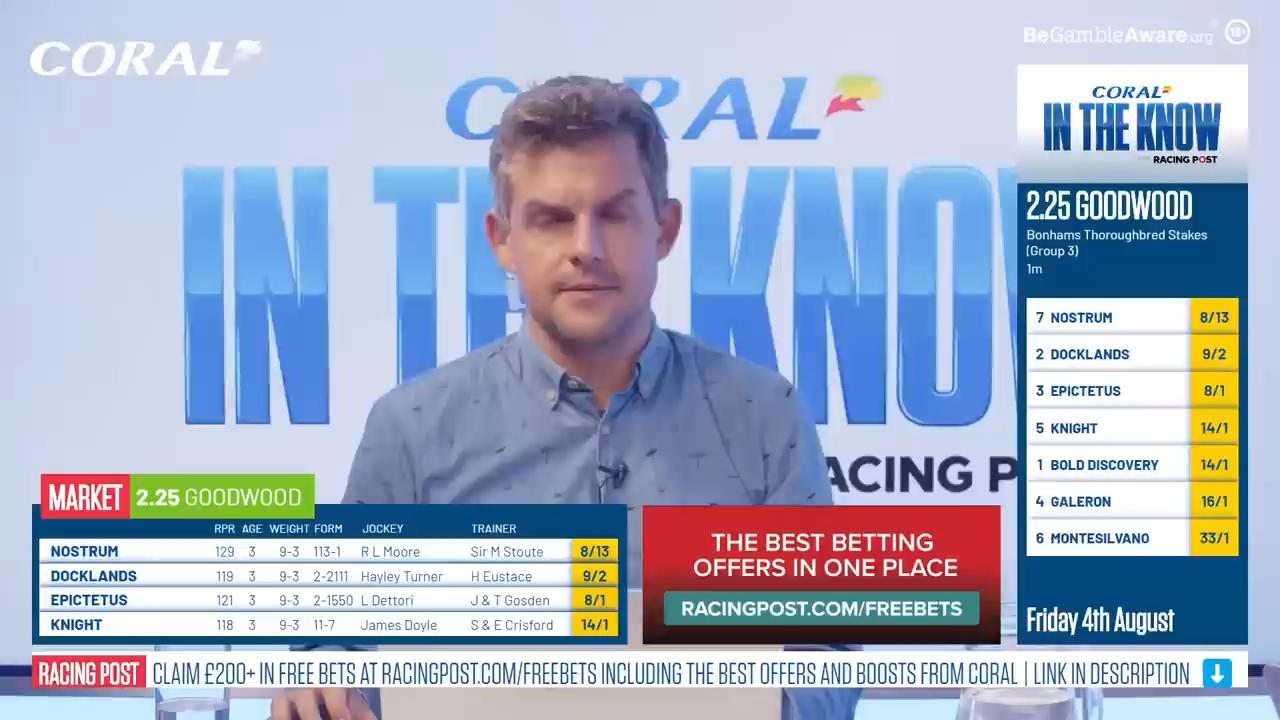 CORAL
BeGambleAware.org 18+
CORAL
IN THE KNOW
RACING POST
CORAL
IN THE KNOW
ACING P
2.25 GOODWOOD
Bonhams Thoroughbred Stakes
(Group 3)
1m
7 NOSTRUM 8/13
2 DOCKLANDS 9/2
3 EPICTETUS 8/1
5 KNIGHT 14/1
1 BOLD DISCOVERY 14/1
4 GALERON 16/1
6 MONTESILVANO 33/1
Friday 4th August
MARKET 2.25 GOODWOOD
RPR AGE WEIGHT FORM JOCKEY TRAINER
NOSTRUM 129 3 9-3 113-1 R L Moore Sir M Stoute 8/13
DOCKLANDS 119 3 9-3 2-2111 Hayley Turner H Eustace 9/2
EPICTETUS 121 3 9-3 2-1550 L Dettori J & T Gosden 8/1
KNIGHT 118 3 9-3 11-7 James Doyle S & E Crisford 14/1
THE BEST BETTING
OFFERS IN ONE PLACE
RACINGPOST.COM/FREEBETS
RACING POST CLAIM £200+ IN FREE BETS AT RACINGPOST.COM/FREEBETS INCLUDING THE BEST OFFERS AND BOOSTS FROM CORAL | LINK IN DESCRIPTION